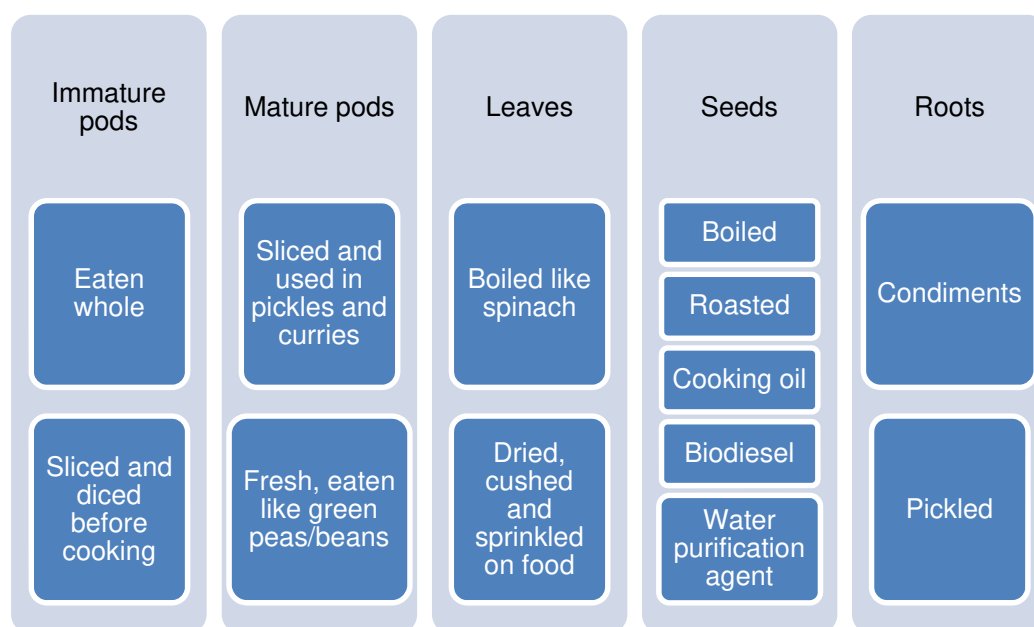 Immature
pods
Eaten
whole
Sliced and
diced
before
cooking
Mature pods
Sliced and
used in
pickles and
curries
Fresh, eaten
like green
peas/beans
Leaves
Boiled like
spinach
Dried,
cushed
and
sprinkled
on food
Seeds
Boiled
Roasted
Cooking oil
Biodiesel
Water
purification
agent
Roots
Condiments
Pickled